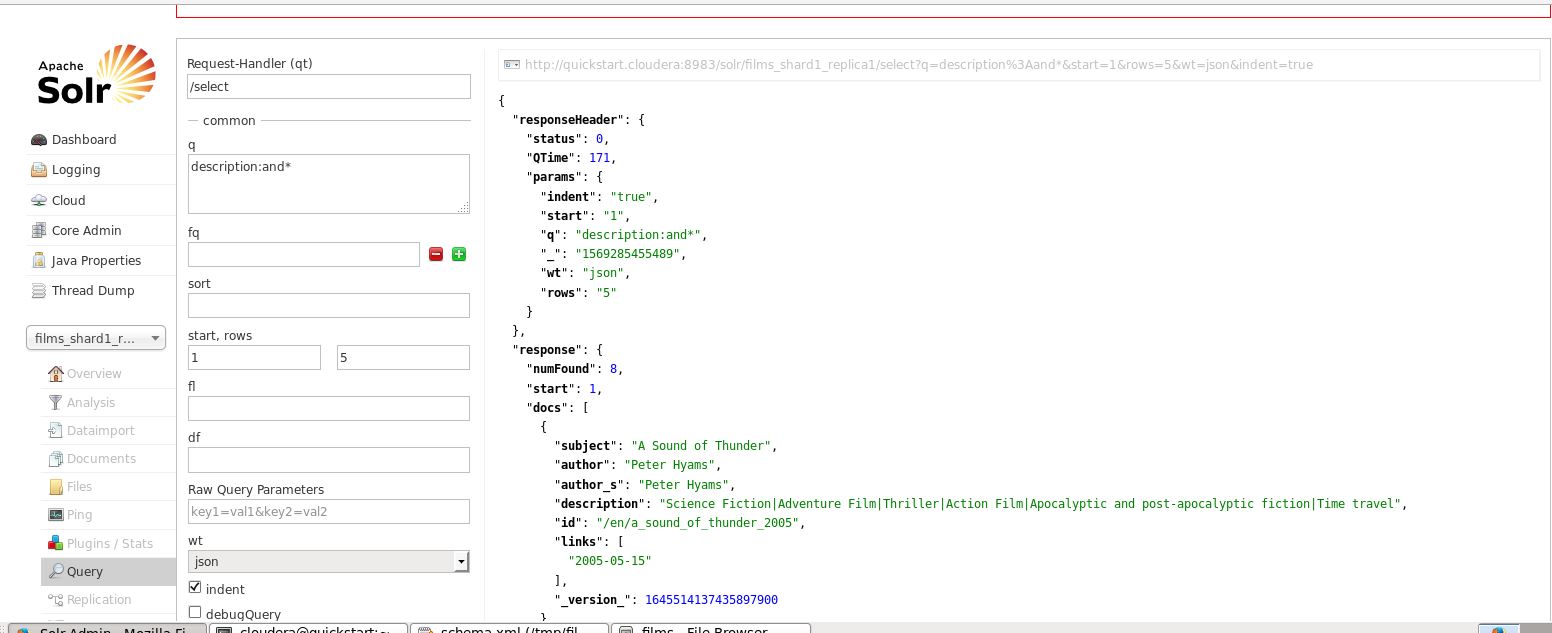 Apache
Solr
Dashboard
Logging
Cloud
Core Admin
Java Properties
Thread Dump
films_shard1_r...
Overview
Analysis
Dataimport
Documents
Files
Ping
Plugins / Stats
Query
Replication
Request-Handler (qt)
/select
common
q
description:and*
fq
sort
start, rows
1 5
fl
df
Raw Query Parameters
key1=val1&key2=val2
wt
json
indent
debugQuery
http://quickstart.cloudera:8983/solr/films_shard1_replica1/select?q=description%3Aand*&start=1&rows=5&wt=json&indent=true
{
"responseHeader": {
"status": 0,
"QTime": 171,
"params": {
"indent": "true",
"start": "1",
"q": "description:and*",
"_": "1569285455489",
"wt": "json",
"rows": "5"
}
},
"response": {
"numFound": 8,
"start": 1,
"docs": [
{
"subject": "A Sound of Thunder",
"author": "Peter Hyams",
"author_s": "Peter Hyams",
"description": "Science Fiction|Adventure Film|Thriller|Action Film|Apocalyptic and post-apocalyptic fiction|Time travel",
"id": "/en/a_sound_of_thunder_2005",
"links": [
"2005-05-15"
],
"_version_": 1645514137435897900
}
Solr Admin - Mozilla Fi... cloudera@quickstart:~ schema.xml (/tmp/fil... films - File Browser